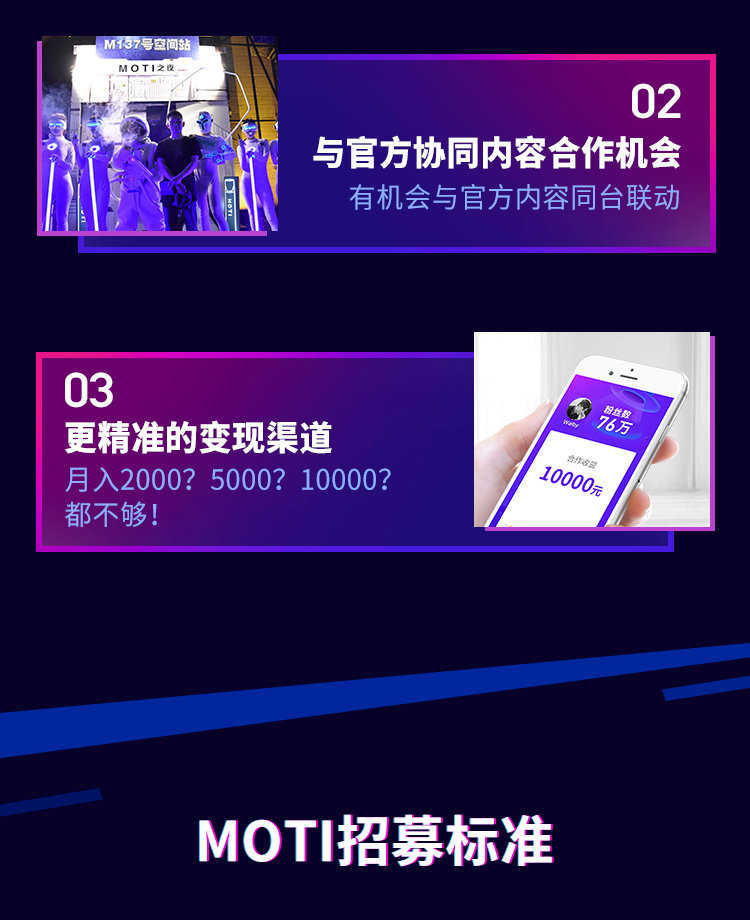 M137号空间站
MOTI之夜
MOTI
02
与官方协同内容合作机会
有机会与官方内容同台联动
03
更精准的变现渠道
月入2000？5000？10000？
都不够！
粉丝数
76万
合作收益
10000元
MOTI招募标准